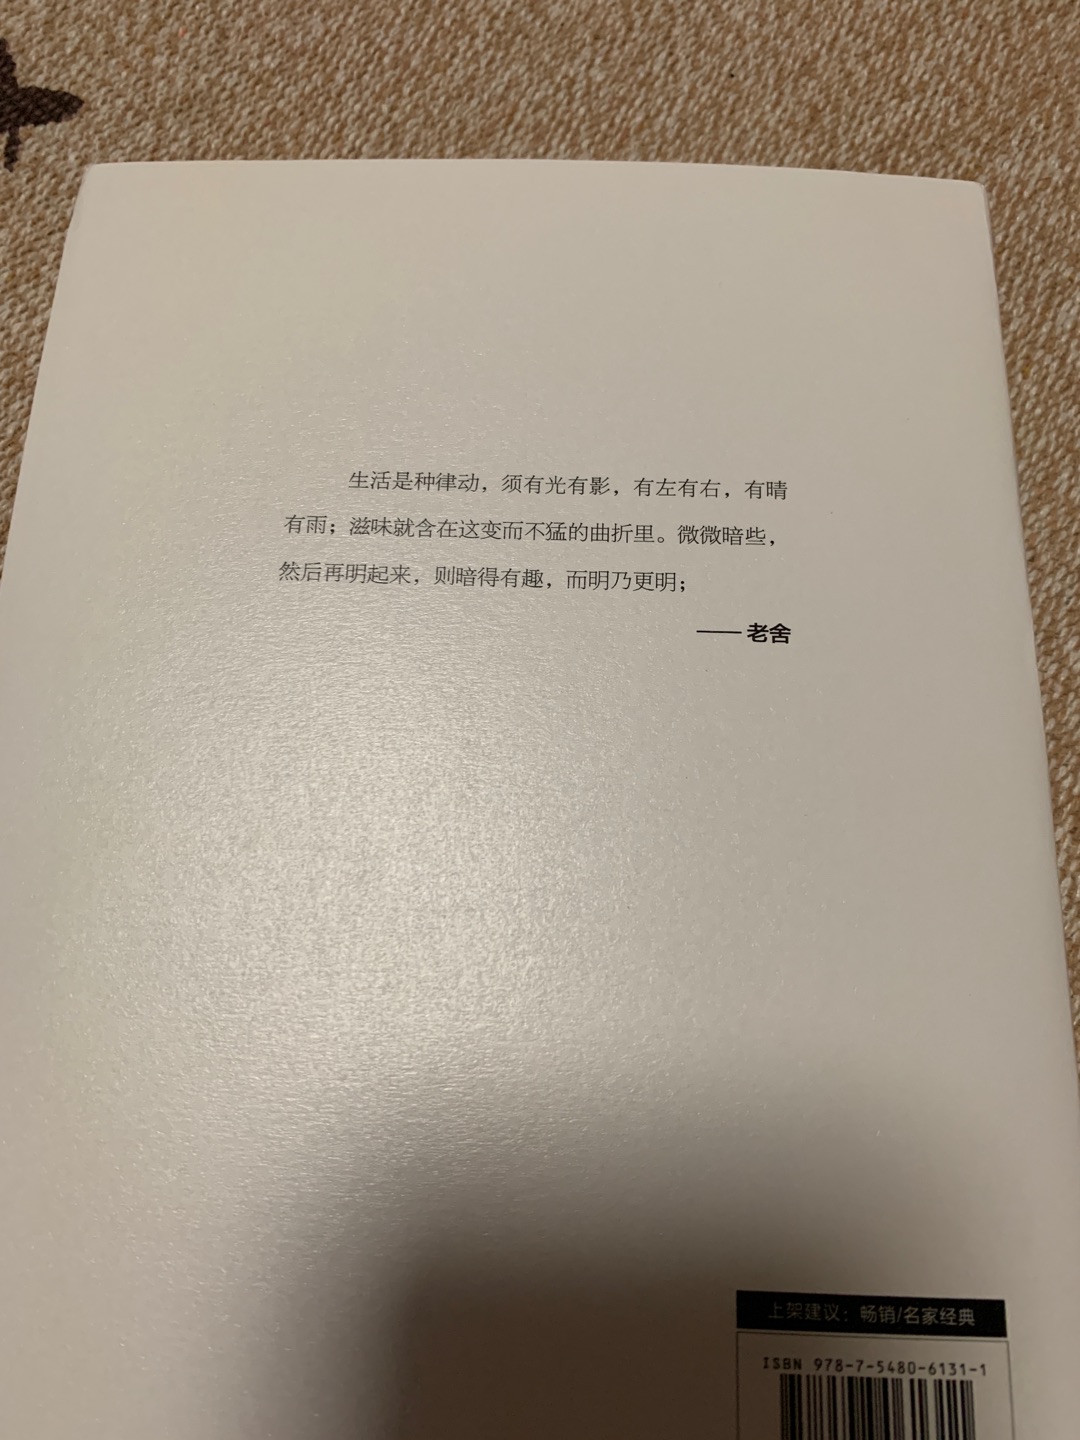 生活是种律动，须有光有影，有左有右，有晴
有雨；滋味就含在这变而不猛的曲折里。微微暗些，
然后再明起来，则暗得有趣，而明乃更明；
—— 老舍
上架建议：畅销/名家经典
ISBN 978-7-5480-6131-1